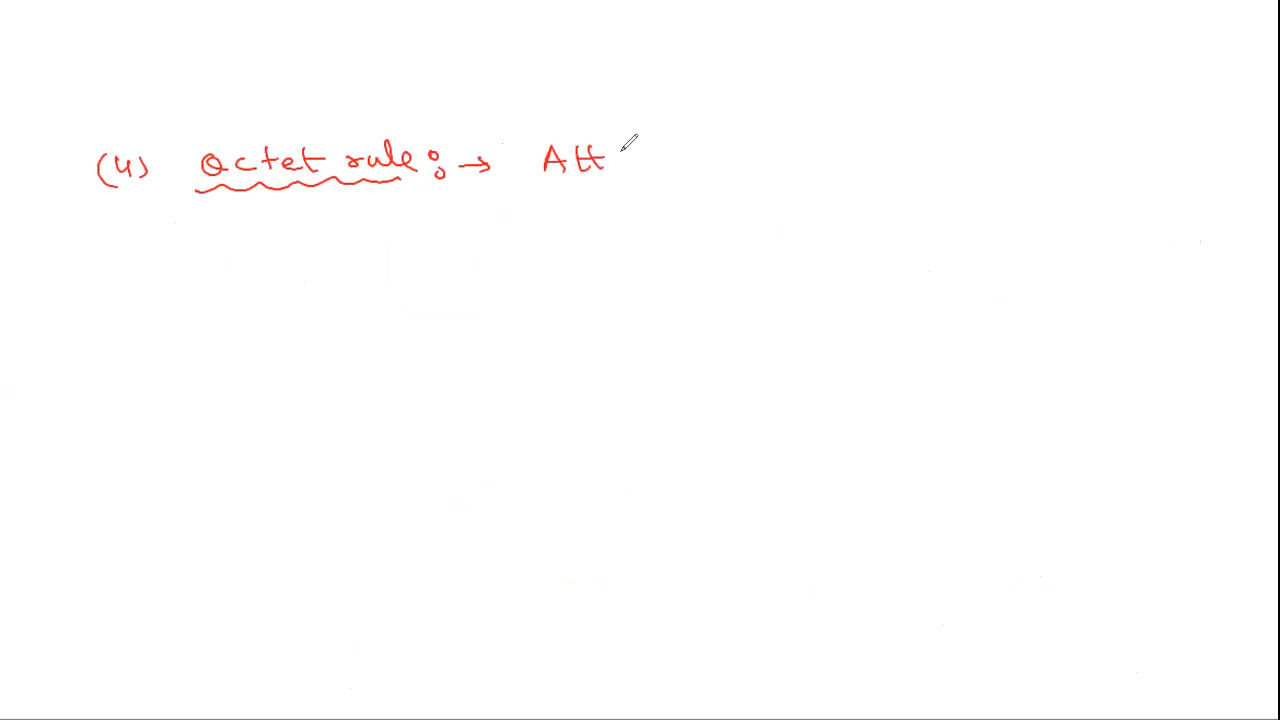 (4) Octet rule :→ Att